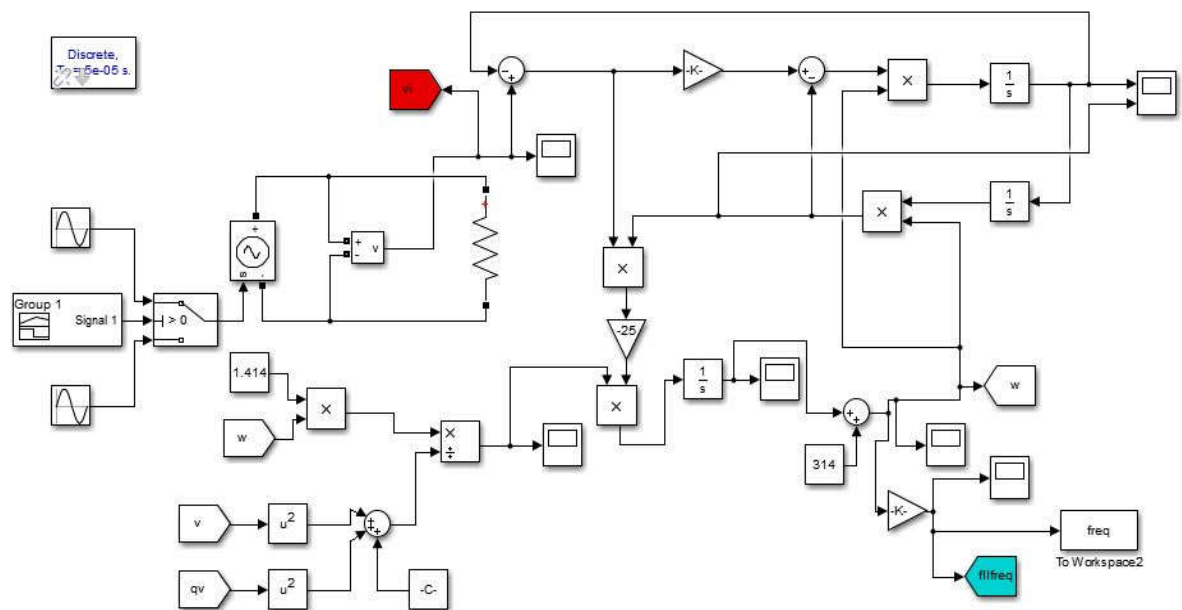 Discrete,
vi
-K-
+
-
×
1
s
1
s
×
+
-
v
s
+
-
Group 1
Signal 1
> 0
×
-25
1.414
×
w
×
÷
×
1
s
+
+
314
w
-K-
freq
To Workspace2
v
u²
qv
u²
-C-